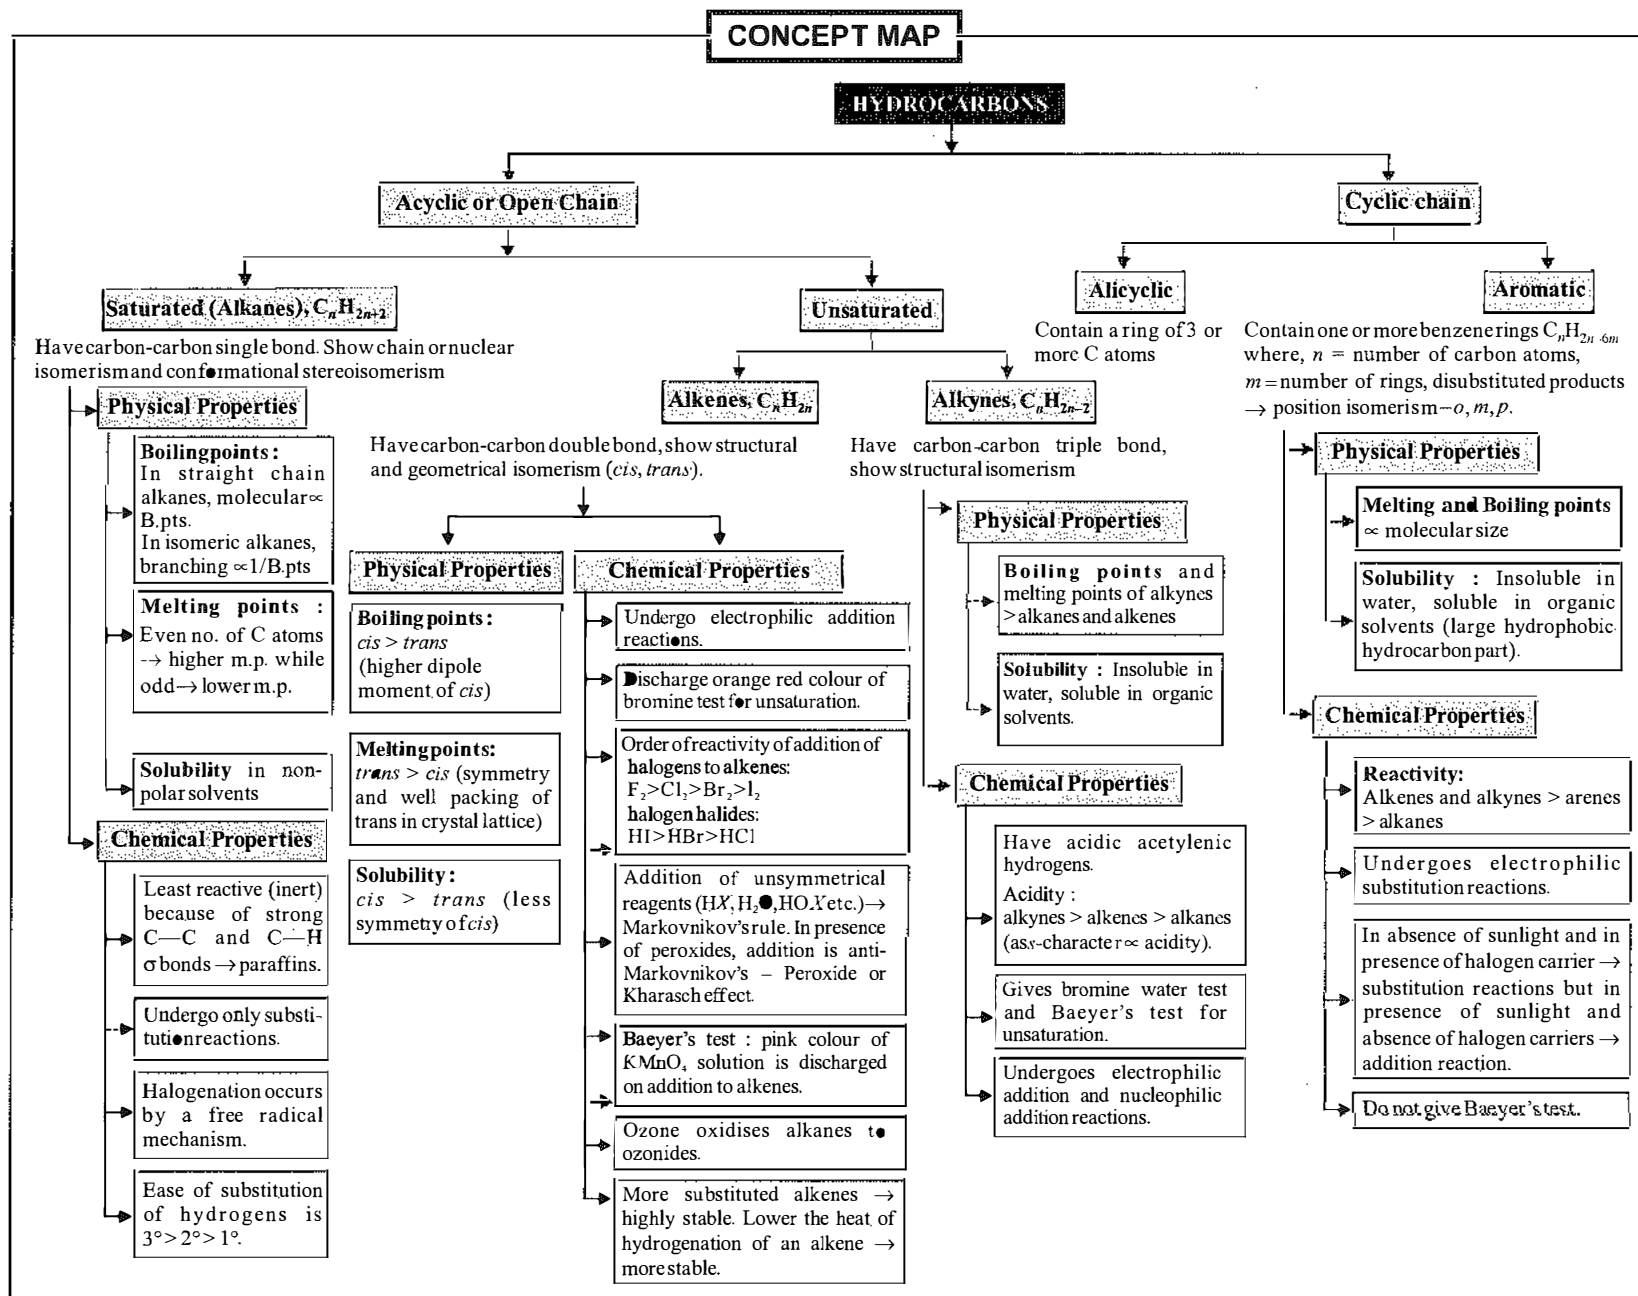 CONCEPT MAP
HYDROCARBONS
Acyclic or Open Chain
Cyclic chain
Saturated (Alkanes), CₙH₂ₙ₊₂
Have carbon-carbon single bond. Show chain or nuclear
isomerism and conformational stereoisomerism
Physical Properties
Boiling points :
In straight chain
alkanes, molecular ∝
B.pts.
In isomeric alkanes,
branching ∝1/B.pts
Melting points :
Even no. of C atoms
→ higher m.p. while
odd → lower m.p.
Solubility in non-
polar solvents
Chemical Properties
Least reactive (inert)
because of strong
C—C and C—H
σ bonds → paraffins.
Undergo only substi-
tution reactions.
Halogenation occurs
by a free radical
mechanism.
Ease of substitution
of hydrogens is
3° > 2° > 1°.
Unsaturated
Alkenes, CₙH₂ₙ
Have carbon-carbon double bond, show structural
and geometrical isomerism (cis, trans).
Physical Properties
Boiling points :
cis > trans
(higher dipole
moment of cis)
Melting points:
trans > cis (symmetry
and well packing of
trans in crystal lattice)
Solubility:
cis > trans (less
symmetry of cis)
Chemical Properties
Undergo electrophilic addition
reactions.
Discharge orange red colour of
bromine test for unsaturation.
Order of reactivity of addition of
halogens to alkenes:
F₂>Cl₂>Br₂>I₂
halogen halides:
HI>HBr>HCl
Addition of unsymmetrical
reagents (HX, H₂O, HOX etc.) →
Markovnikov's rule. In presence
of peroxides, addition is anti-
Markovnikov's – Peroxide or
Kharasch effect.
Baeyer's test : pink colour of
KMnO₄ solution is discharged
on addition to alkenes.
Ozone oxidises alkanes to
ozonides.
More substituted alkenes →
highly stable. Lower the heat of
hydrogenation of an alkene →
more stable.
Alkynes, CₙH₂ₙ₋₂
Have carbon-carbon triple bond,
show structural isomerism
Physical Properties
Boiling points and
melting points of alkynes
> alkanes and alkenes
Solubility : Insoluble in
water, soluble in organic
solvents.
Chemical Properties
Have acidic acetylenic
hydrogens.
Acidity :
alkynes > alkenes > alkanes
(as s-character ∝ acidity).
Gives bromine water test
and Baeyer's test for
unsaturation.
Undergoes electrophilic
addition and nucleophilic
addition reactions.
Alicyclic
Contain a ring of 3 or
more C atoms
Aromatic
Contain one or more benzene rings CₙH₂ₙ₋₆ₘ
where, n = number of carbon atoms,
m = number of rings, disubstituted products
→ position isomerism – o, m, p.
Physical Properties
Melting and Boiling points
∝ molecular size
Solubility : Insoluble in
water, soluble in organic
solvents (large hydrophobic
hydrocarbon part).
Chemical Properties
Reactivity:
Alkenes and alkynes > arenes
> alkanes
Undergoes electrophilic
substitution reactions.
In absence of sunlight and in
presence of halogen carrier →
substitution reactions but in
presence of sunlight and
absence of halogen carriers →
addition reaction.
Do not give Baeyer's test.